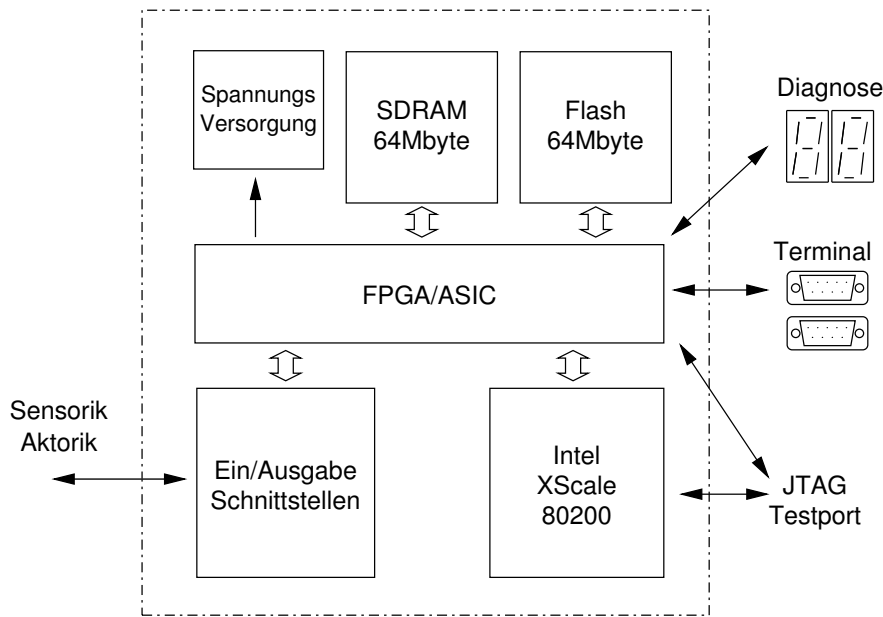 Spannungs
Versorgung
SDRAM
64Mbyte
Flash
64Mbyte
Diagnose
FPGA/ASIC
Terminal
Sensorik
Aktorik
Ein/Ausgabe
Schnittstellen
Intel
XScale
80200
JTAG
Testport